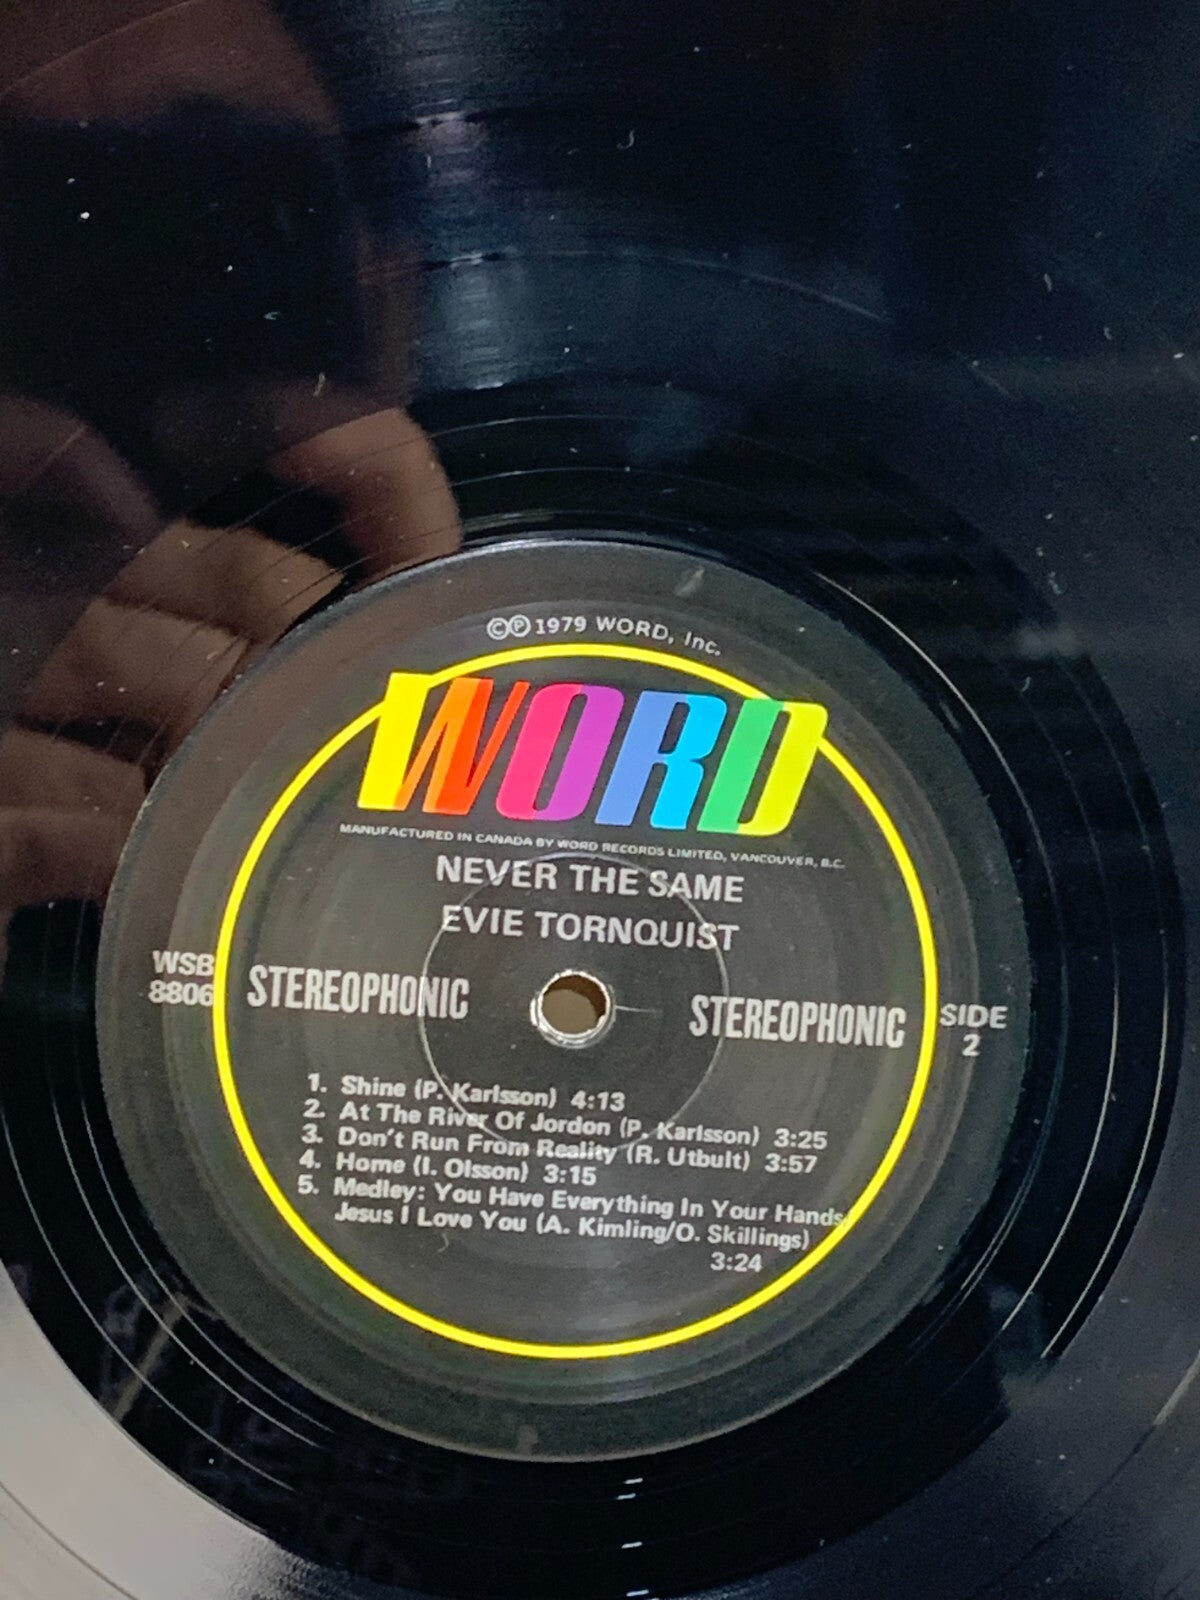 ©℗ 1979 WORD, Inc.
WORD
MANUFACTURED IN CANADA BY WORD RECORDS LIMITED, VANCOUVER, B.C.
NEVER THE SAME
EVIE TORNQUIST
WSB
8806
STEREOPHONIC
STEREOPHONIC
SIDE
2
1. Shine (P. Karlsson) 4:13
2. At The River Of Jordon (P. Karlsson) 3:25
3. Don't Run From Reality (R. Utbult) 3:57
4. Home (I. Olsson) 3:15
5. Medley: You Have Everything In Your Hands/
Jesus I Love You (A. Kimling/O. Skillings)
3:24